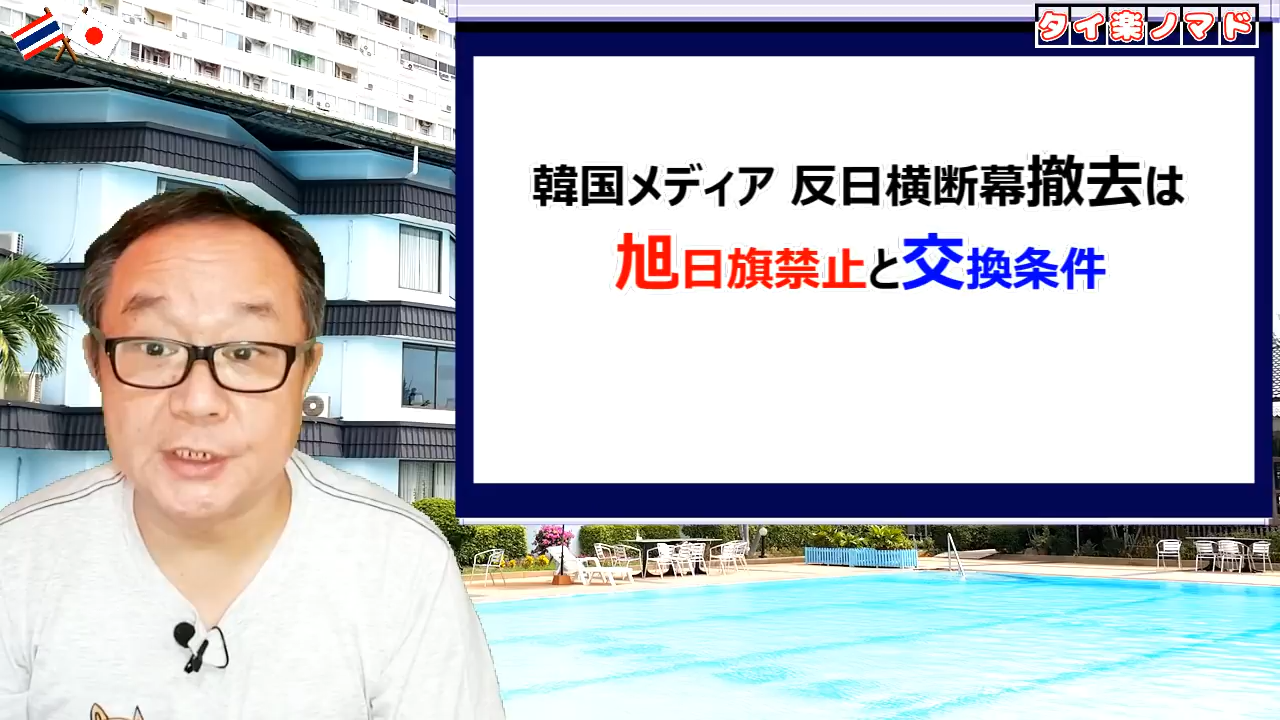 タイ楽ノマド
韓国メディア 反日横断幕撤去は
旭日旗禁止と交換条件